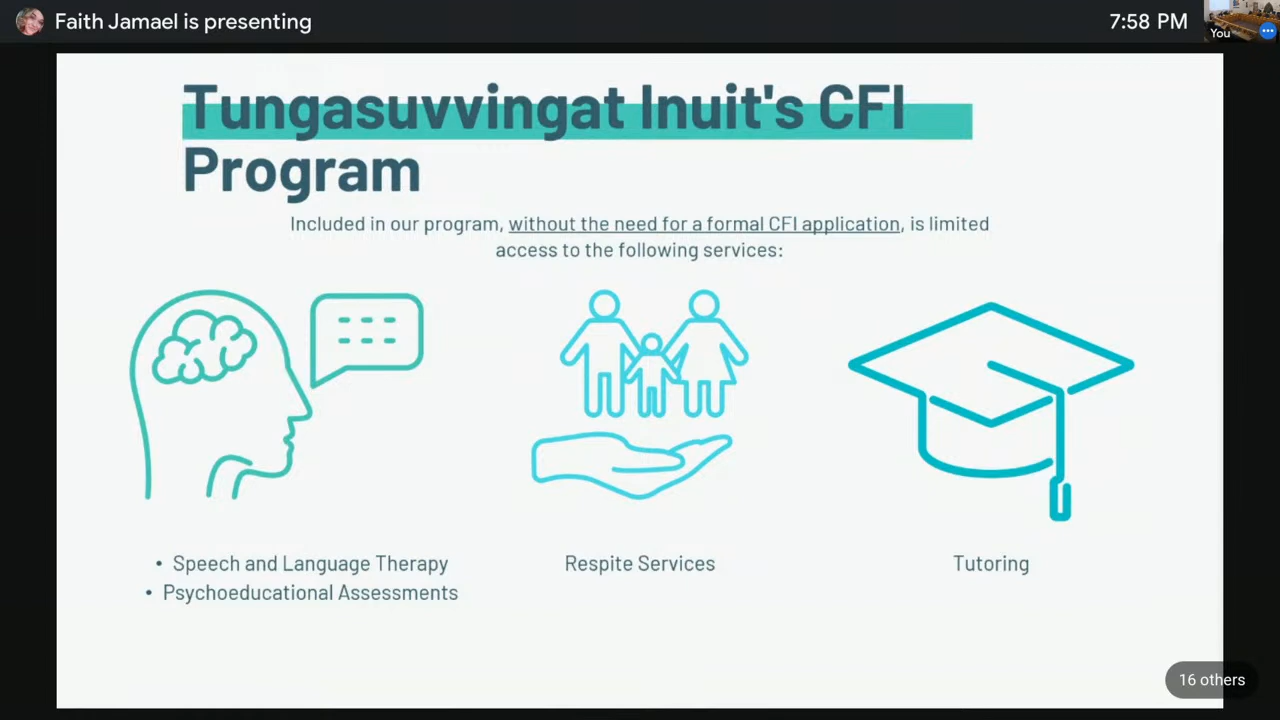 Faith Jamael is presenting
7:58 PM
You
Tungasuvvingat Inuit's CFI
Program
Included in our program, without the need for a formal CFI application, is limited
access to the following services:
• Speech and Language Therapy
• Psychoeducational Assessments
Respite Services
Tutoring
16 others